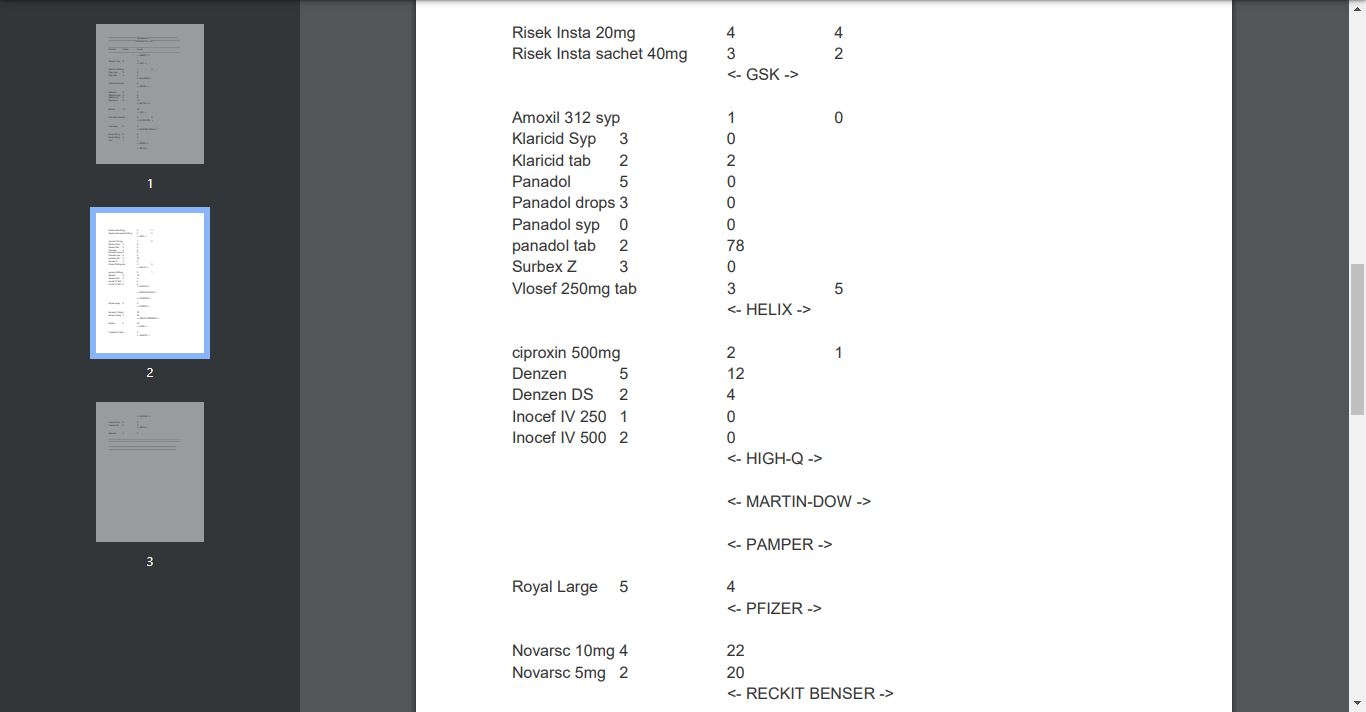 Risek Insta 20mg 4 4
Risek Insta sachet 40mg 3 2
<- GSK ->
Amoxil 312 syp 1 0
Klaricid Syp 3 0
Klaricid tab 2 2
Panadol 5 0
Panadol drops 3 0
Panadol syp 0 0
panadol tab 2 78
Surbex Z 3 0
Vlosef 250mg tab 3 5
<- HELIX ->
ciproxin 500mg 2 1
Denzen 5 12
Denzen DS 2 4
Inocef IV 250 1 0
Inocef IV 500 2 0
<- HIGH-Q ->
<- MARTIN-DOW ->
<- PAMPER ->
Royal Large 5 4
<- PFIZER ->
Novarsc 10mg 4 22
Novarsc 5mg 2 20
<- RECKIT BENSER ->
1
2
3